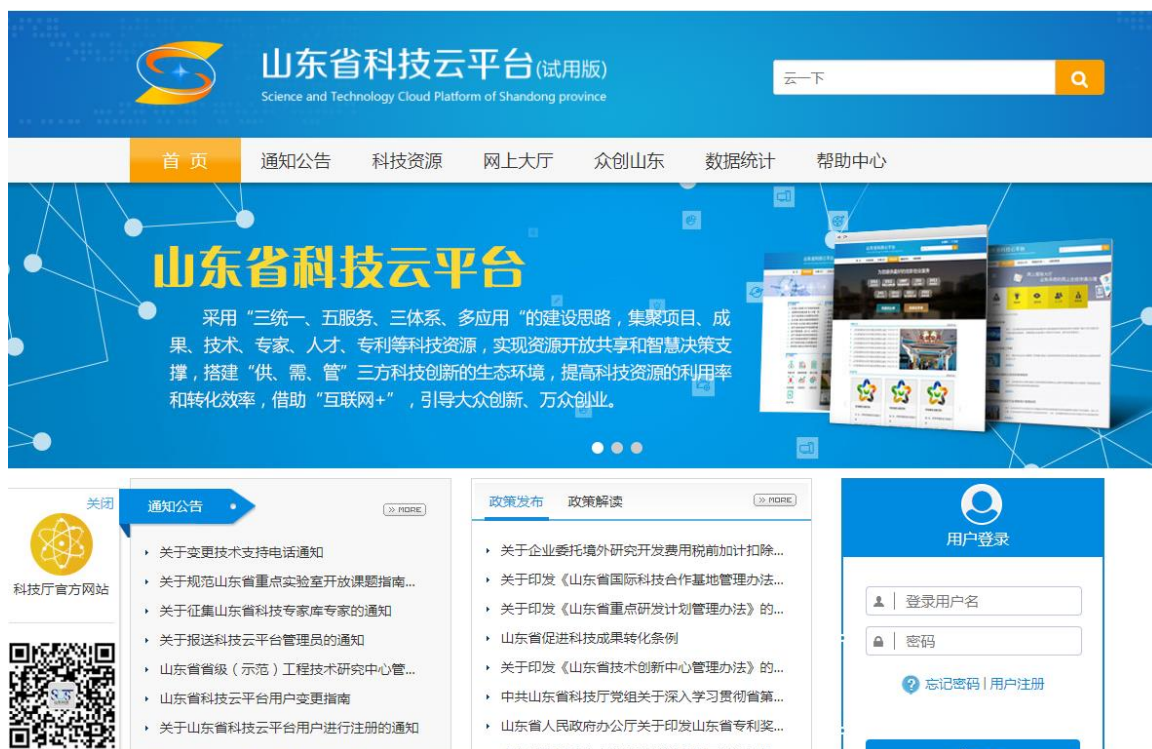 山东省科技云平台(试用版)
Science and Technology Cloud Platform of Shandong province
云一下
首 页 通知公告 科技资源 网上大厅 众创山东 数据统计 帮助中心
山东省科技云平台
采用“三统一、五服务、三体系、多应用“的建设思路，集聚项目、成
果、技术、专家、人才、专利等科技资源，实现资源开放共享和智慧决策支
撑，搭建“供、需、管”三方科技创新的生态环境，提高科技资源的利用率
和转化效率，借助“互联网+”，引导大众创新、万众创业。
关闭
科技厅官方网站
通知公告
» MORE
关于变更技术支持电话通知
关于规范山东省重点实验室开放课题指南...
关于征集山东省科技专家库专家的通知
关于报送科技云平台管理员的通知
山东省省级（示范）工程技术研究中心管...
山东省科技云平台用户变更指南
关于山东省科技云平台用户进行注册的通知
政策发布 政策解读
» MORE
关于企业委托境外研究开发费用税前加计扣除...
关于印发《山东省国际科技合作基地管理办法...
关于印发《山东省重点研发计划管理办法》的...
山东省促进科技成果转化条例
关于印发《山东省技术创新中心管理办法》的...
中共山东省科技厅党组关于深入学习贯彻省第...
山东省人民政府办公厅关于印发山东省专利奖...
用户登录
登录用户名
密码
忘记密码 | 用户注册